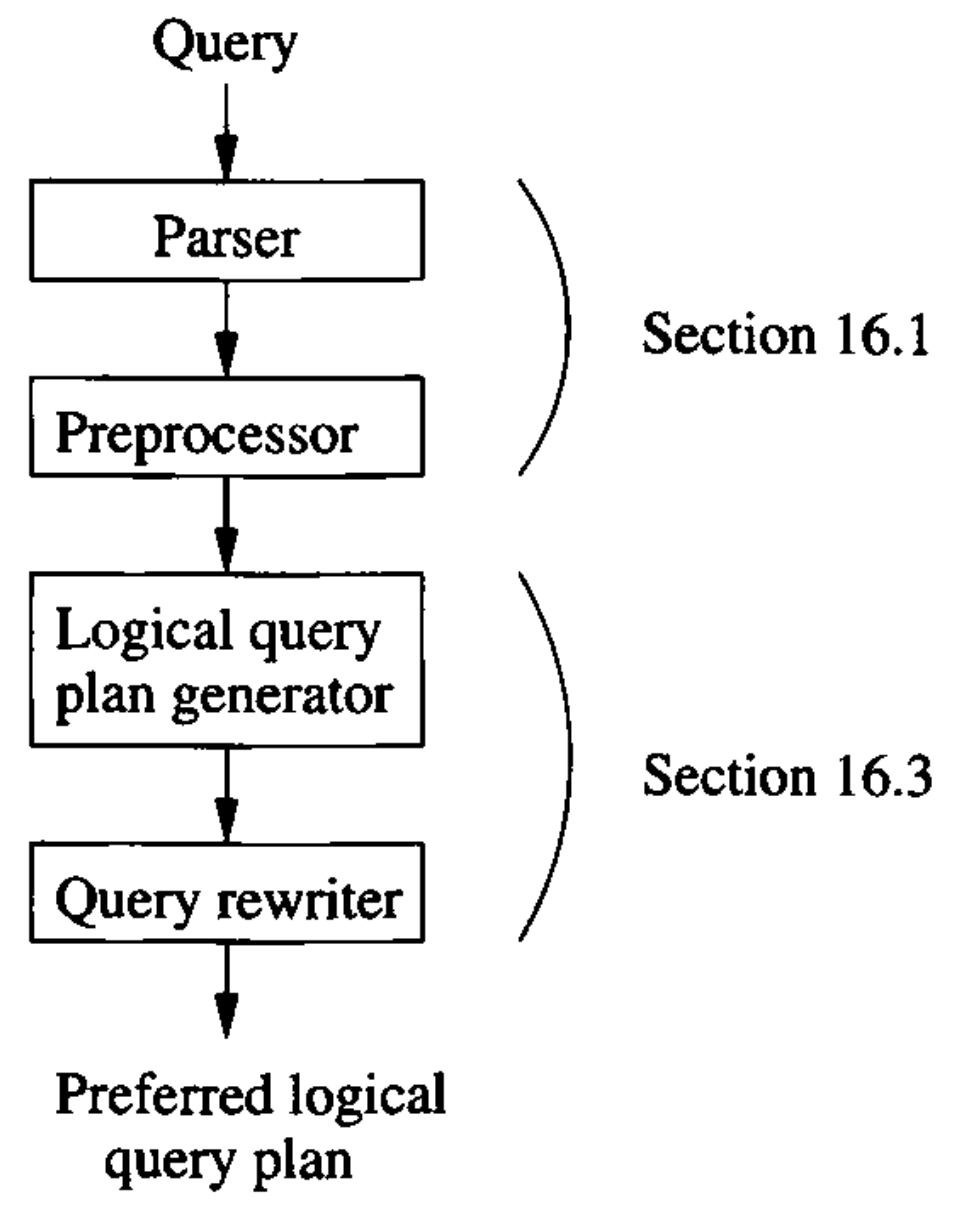 Query
Parser
Section 16.1
Preprocessor
Logical query
plan generator
Section 16.3
Query rewriter
Preferred logical
query plan